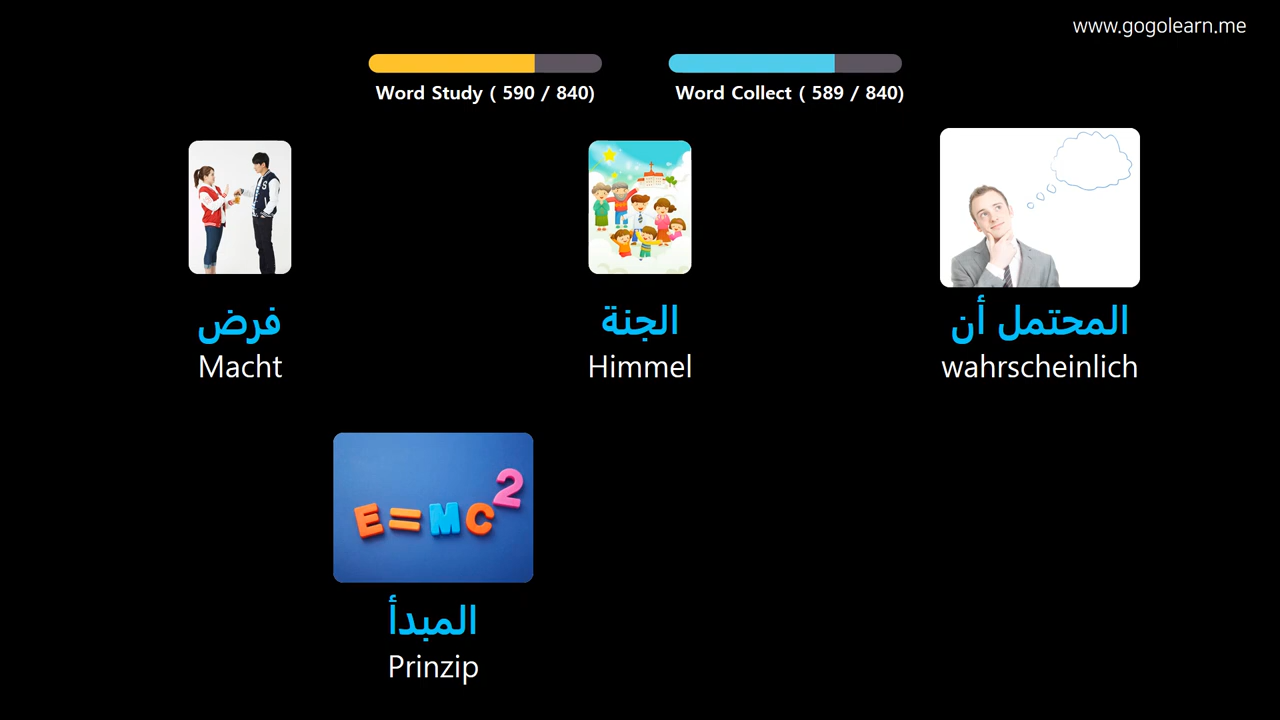 www.gogolearn.me
Word Study ( 590 / 840)
Word Collect ( 589 / 840)
فرض
Macht
الجنة
Himmel
المحتمل أن
wahrscheinlich
E=MC2
المبدأ
Prinzip